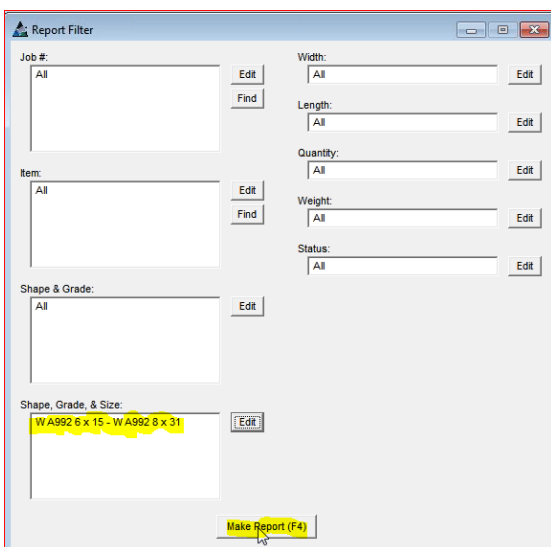 Report Filter
Job #:
All
Edit
Find
Item:
All
Edit
Find
Shape & Grade:
All
Edit
Shape, Grade, & Size:
W A992 6 x 15 - W A992 8 x 31
Edit
Width:
All
Edit
Length:
All
Edit
Quantity:
All
Edit
Weight:
All
Edit
Status:
All
Edit
Make Report (F4)